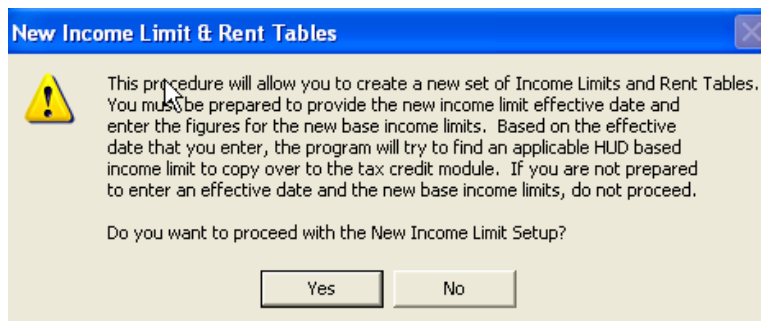 New Income Limit & Rent Tables
This procedure will allow you to create a new set of Income Limits and Rent Tables.
You must be prepared to provide the new income limit effective date and
enter the figures for the new base income limits.  Based on the effective
date that you enter, the program will try to find an applicable HUD based
income limit to copy over to the tax credit module.  If you are not prepared
to enter an effective date and the new base income limits, do not proceed.
Do you want to proceed with the New Income Limit Setup?
Yes
No